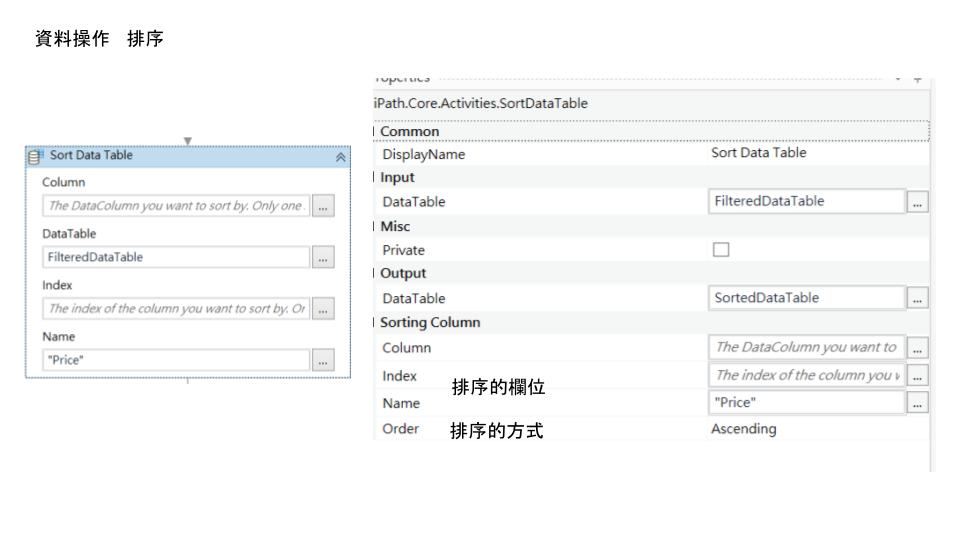 資料操作 排序
Sort Data Table
Column
The DataColumn you want to sort by. Only one
...
DataTable
FilteredDataTable
...
Index
The index of the column you want to sort by. Or
...
Name
"Price"
...
Properties
iPath.Core.Activities.SortDataTable
Common
DisplayName Sort Data Table
Input
DataTable FilteredDataTable ...
Misc
Private
Output
DataTable SortedDataTable ...
Sorting Column
Column The DataColumn you want to ...
Index The index of the column you ...
排序的欄位
Name "Price" ...
Order 排序的方式 Ascending